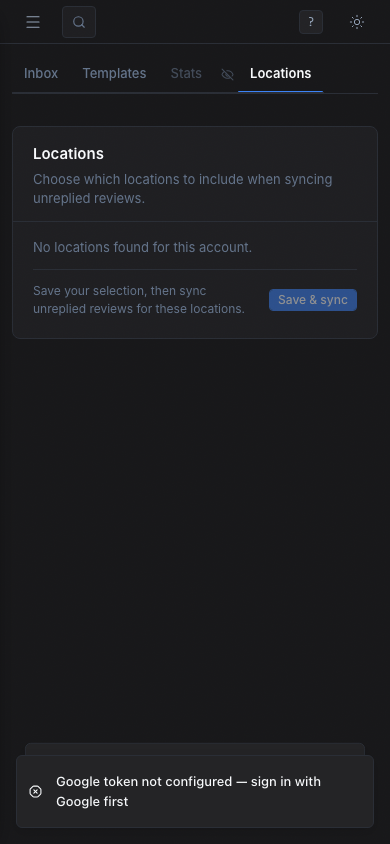 ?
Inbox Templates Stats Locations
Locations
Choose which locations to include when syncing
unreplied reviews.
No locations found for this account.
Save your selection, then sync
unreplied reviews for these locations.
Save & sync
Google token not configured — sign in with
Google first